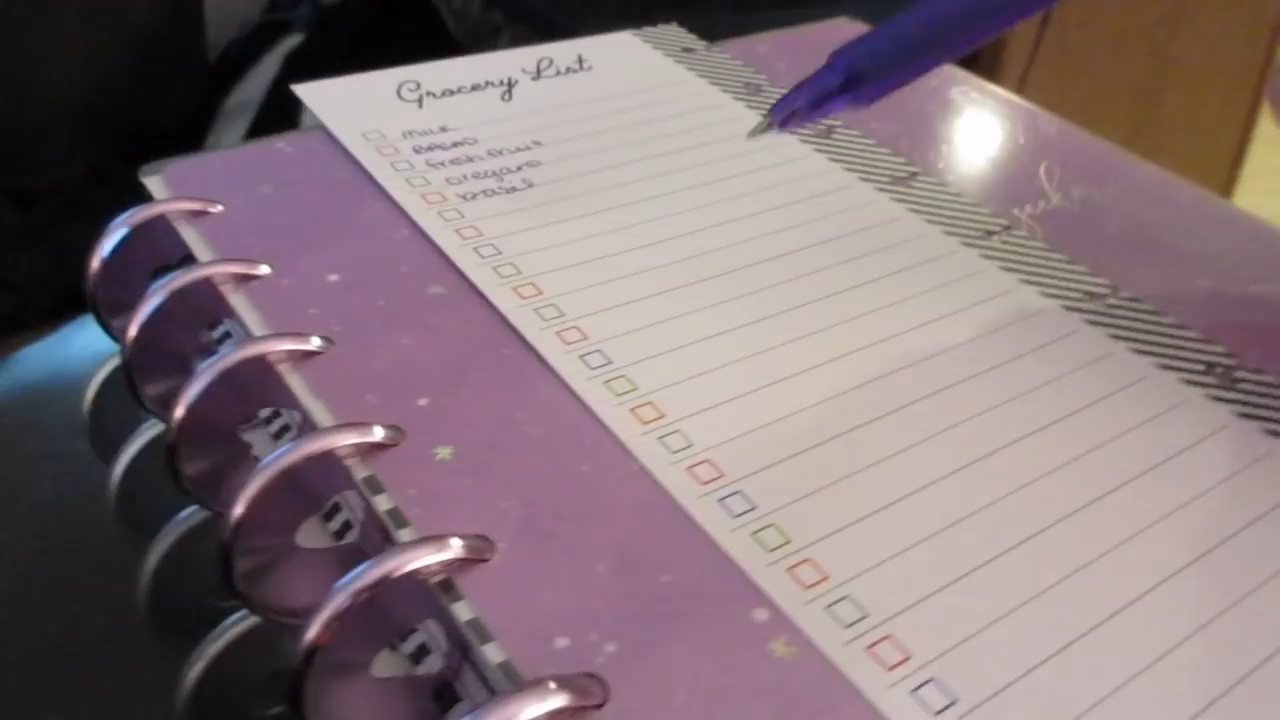 Grocery List
milk
BREAD
fresh fruit
oregano
basil